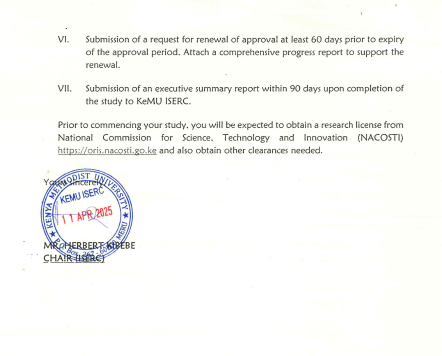 VI. Submission of a request for renewal of approval at least 60 days prior to expiry
of the approval period. Attach a comprehensive progress report to support the
renewal.
VII. Submission of an executive summary report within 90 days upon completion of
the study to KeMU ISERC.
Prior to commencing your study, you will be expected to obtain a research license from
National Commission for Science, Technology and Innovation (NACOSTI)
https://oris.nacosti.go.ke and also obtain other clearances needed.
Yours sincerely,
KENYA METHODIST UNIVERSITY
KEMU ISERC
11 APR 2025
MERU
MR. HERBERT KIBEBE
CHAIR (ISERC)